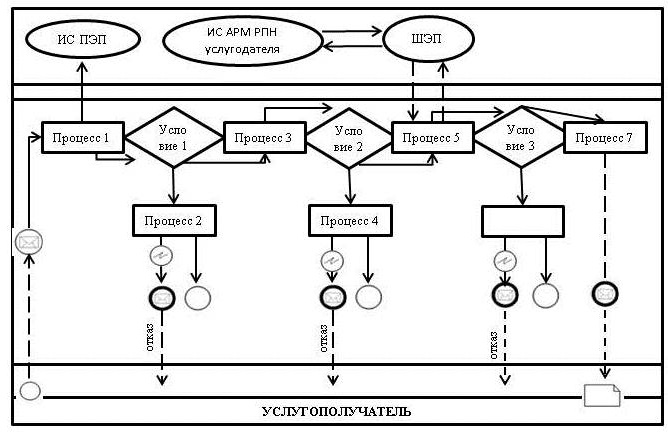 ИС ПЭП
ИС АРМ РПН
услугодателя
ШЭП
Процесс 1
Усло
вие 1
Процесс 3
Усло
вие 2
Процесс 5
Усло
вие 3
Процесс 7
Процесс 2
Процесс 4
отказ
отказ
отказ
УСЛУГОПОЛУЧАТЕЛЬ